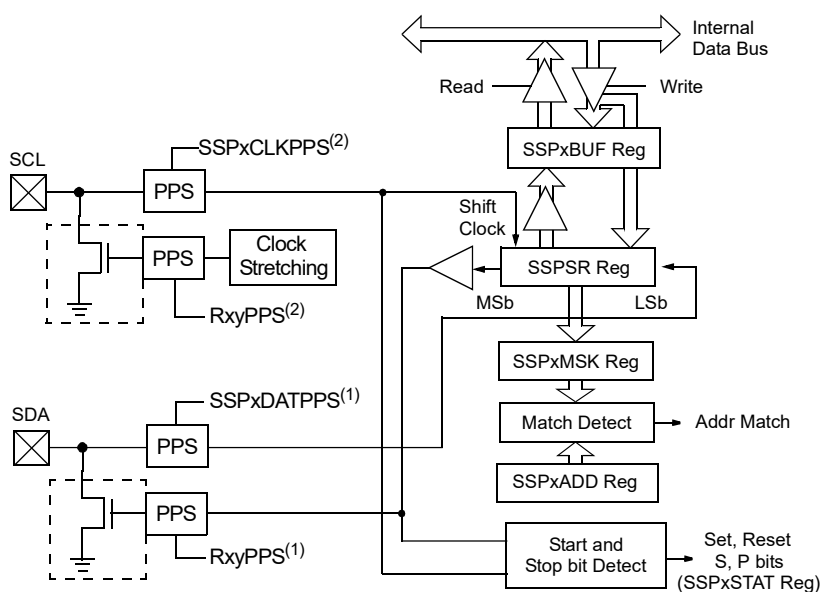 Internal
Data Bus
Read
Write
SSPxBUF Reg
SSPxCLKPPS(2)
SCL
PPS
Shift
Clock
PPS
Clock
Stretching
SSPSR Reg
MSb
LSb
RxyPPS(2)
SSPxMSK Reg
SSPxDATPPS(1)
SDA
PPS
Match Detect
Addr Match
SSPxADD Reg
PPS
RxyPPS(1)
Start and
Stop bit Detect
Set, Reset
S, P bits
(SSPxSTAT Reg)